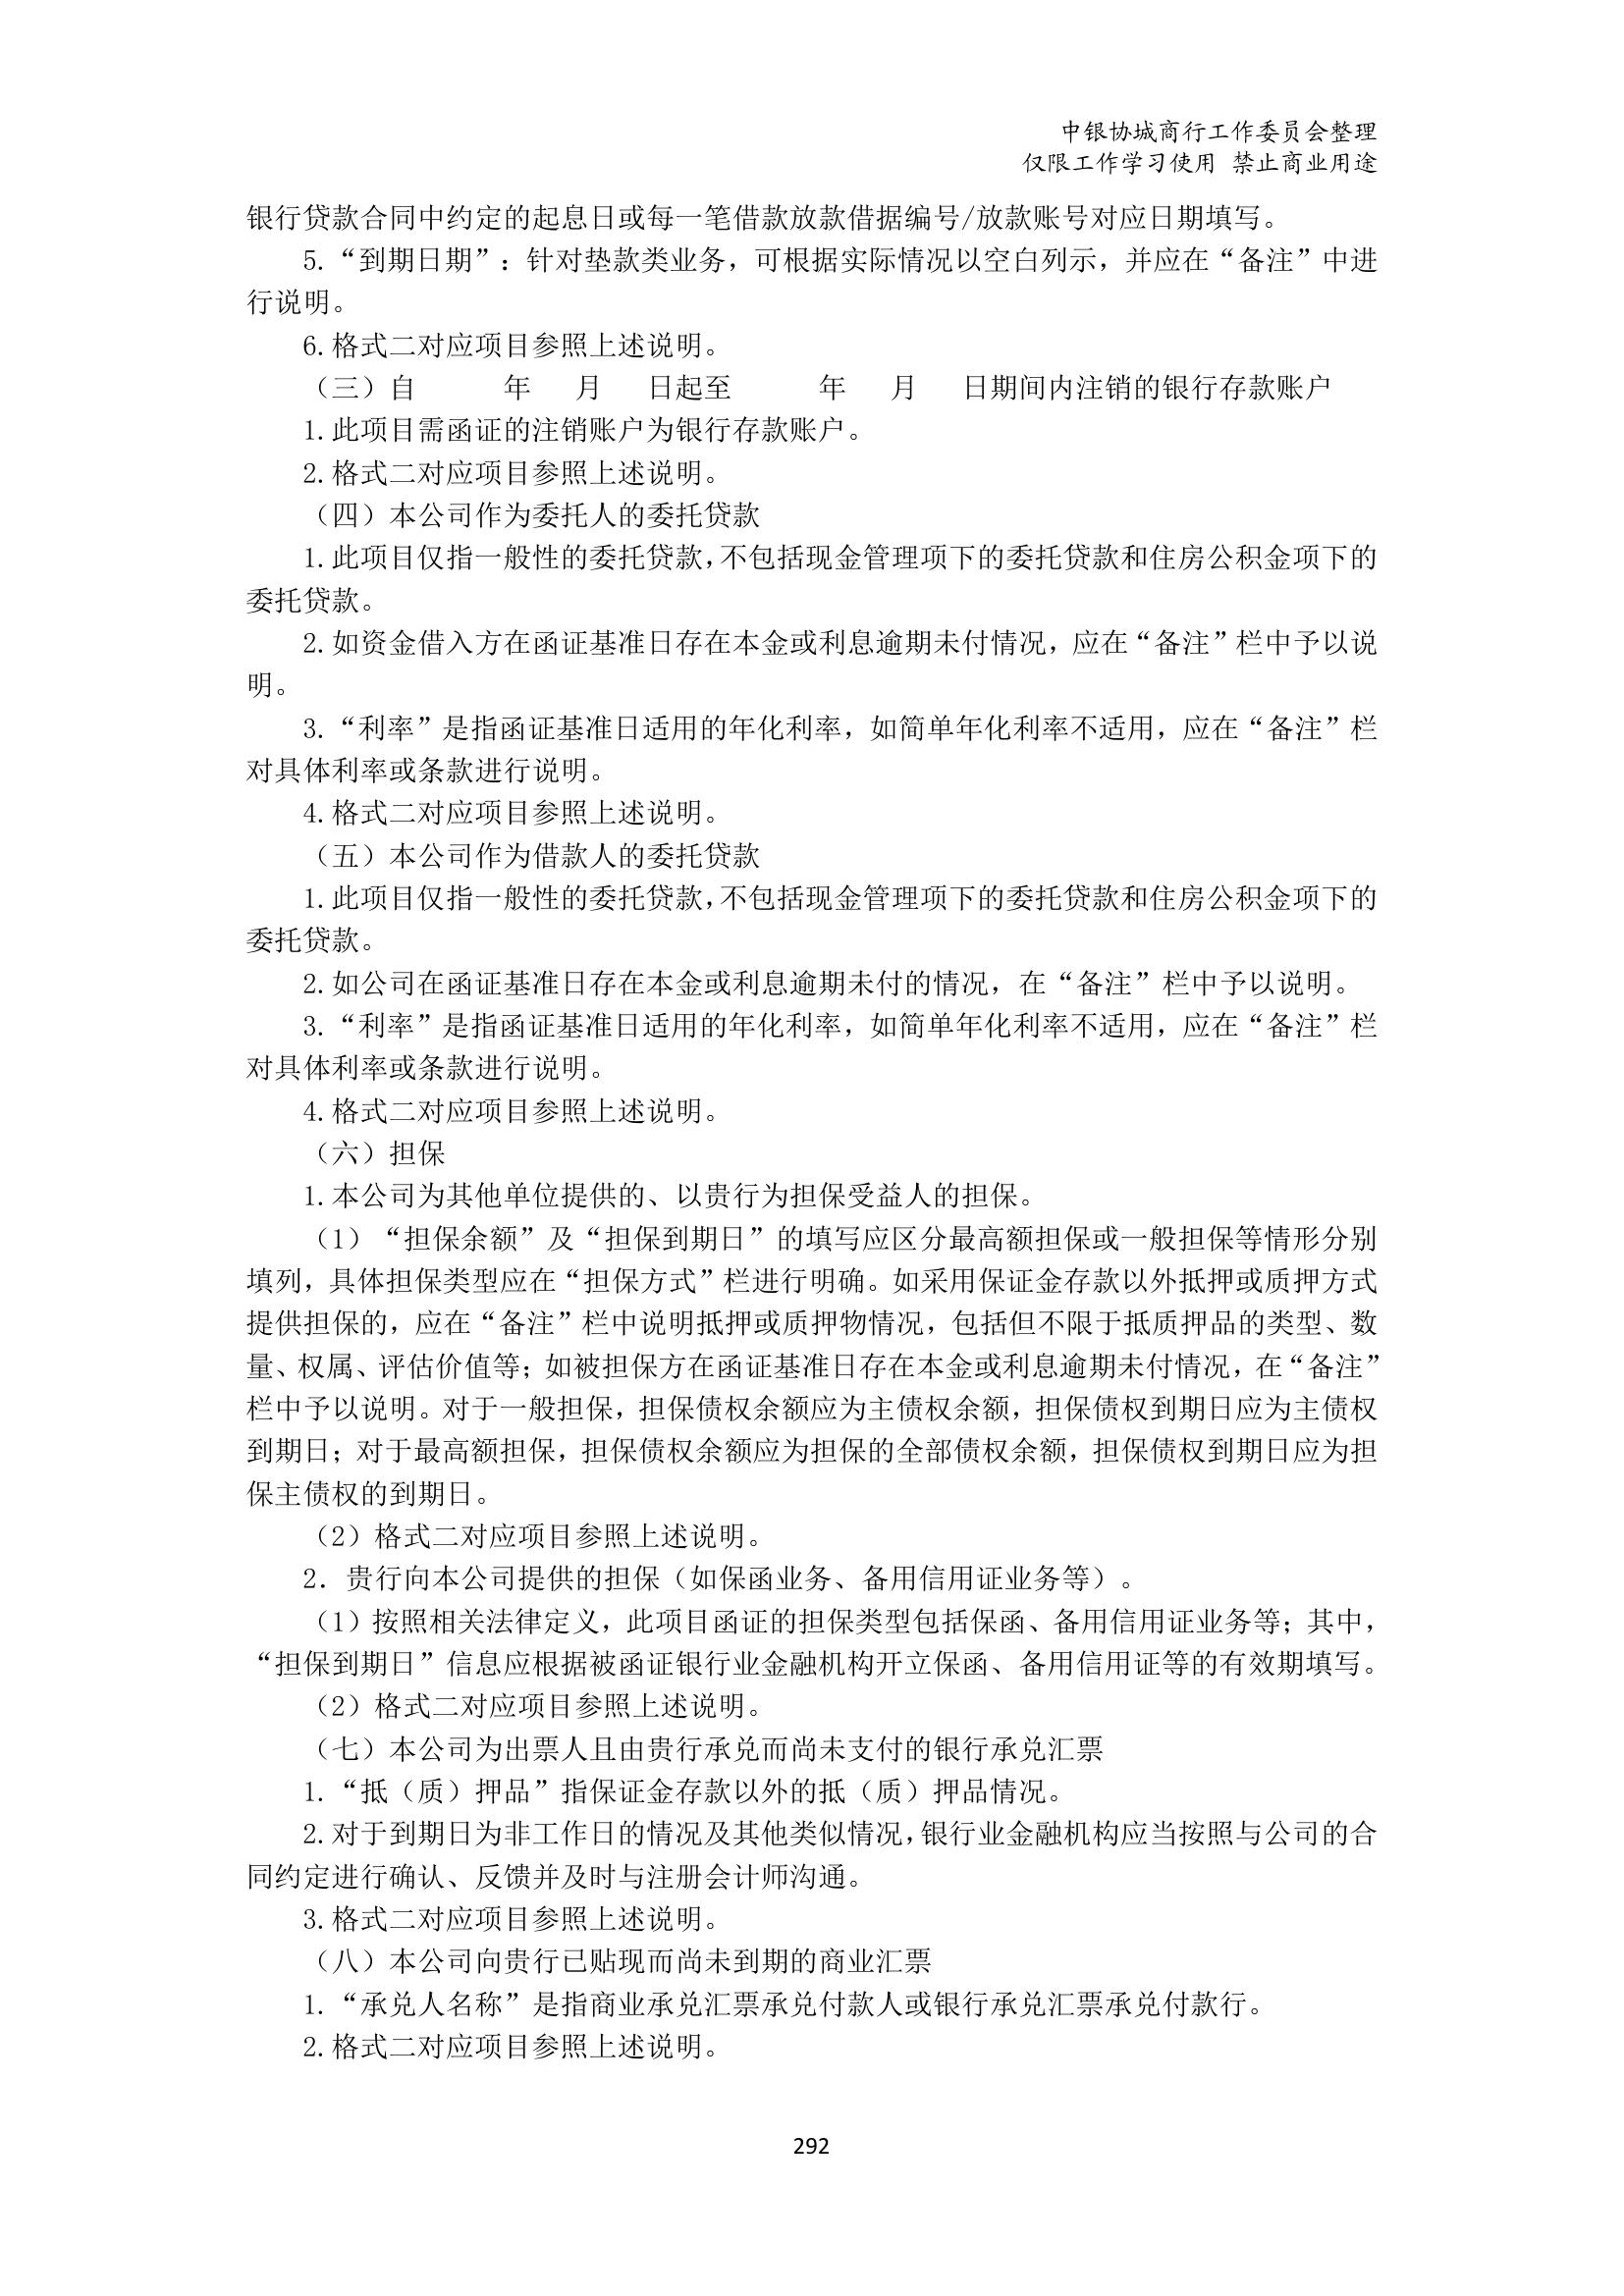 中银协城商行工作委员会整理
仅限工作学习使用 禁止商业用途
银行贷款合同中约定的起息日或每一笔借款放款借据编号/放款账号对应日期填写。
5.“到期日期”：针对垫款类业务，可根据实际情况以空白列示，并应在“备注”中进
行说明。
6.格式二对应项目参照上述说明。
（三）自 年 月 日起至 年 月 日期间内注销的银行存款账户
1.此项目需函证的注销账户为银行存款账户。
2.格式二对应项目参照上述说明。
（四）本公司作为委托人的委托贷款
1.此项目仅指一般性的委托贷款，不包括现金管理项下的委托贷款和住房公积金项下的
委托贷款。
2.如资金借入方在函证基准日存在本金或利息逾期未付情况，应在“备注”栏中予以说
明。
3.“利率”是指函证基准日适用的年化利率，如简单年化利率不适用，应在“备注”栏
对具体利率或条款进行说明。
4.格式二对应项目参照上述说明。
（五）本公司作为借款人的委托贷款
1.此项目仅指一般性的委托贷款，不包括现金管理项下的委托贷款和住房公积金项下的
委托贷款。
2.如公司在函证基准日存在本金或利息逾期未付的情况，在“备注”栏中予以说明。
3.“利率”是指函证基准日适用的年化利率，如简单年化利率不适用，应在“备注”栏
对具体利率或条款进行说明。
4.格式二对应项目参照上述说明。
（六）担保
1.本公司为其他单位提供的、以贵行为担保受益人的担保。
（1）“担保余额”及“担保到期日”的填写应区分最高额担保或一般担保等情形分别
填列，具体担保类型应在“担保方式”栏进行明确。如采用保证金存款以外抵押或质押方式
提供担保的，应在“备注”栏中说明抵押或质押物情况，包括但不限于抵质押品的类型、数
量、权属、评估价值等；如被担保方在函证基准日存在本金或利息逾期未付情况，在“备注”
栏中予以说明。对于一般担保，担保债权余额应为主债权余额，担保债权到期日应为主债权
到期日；对于最高额担保，担保债权余额应为担保的全部债权余额，担保债权到期日应为担
保主债权的到期日。
（2）格式二对应项目参照上述说明。
2．贵行向本公司提供的担保（如保函业务、备用信用证业务等）。
（1）按照相关法律定义，此项目函证的担保类型包括保函、备用信用证业务等；其中，
“担保到期日”信息应根据被函证银行业金融机构开立保函、备用信用证等的有效期填写。
（2）格式二对应项目参照上述说明。
（七）本公司为出票人且由贵行承兑而尚未支付的银行承兑汇票
1.“抵（质）押品”指保证金存款以外的抵（质）押品情况。
2.对于到期日为非工作日的情况及其他类似情况，银行业金融机构应当按照与公司的合
同约定进行确认、反馈并及时与注册会计师沟通。
3.格式二对应项目参照上述说明。
（八）本公司向贵行已贴现而尚未到期的商业汇票
1.“承兑人名称”是指商业承兑汇票承兑付款人或银行承兑汇票承兑付款行。
2.格式二对应项目参照上述说明。
292